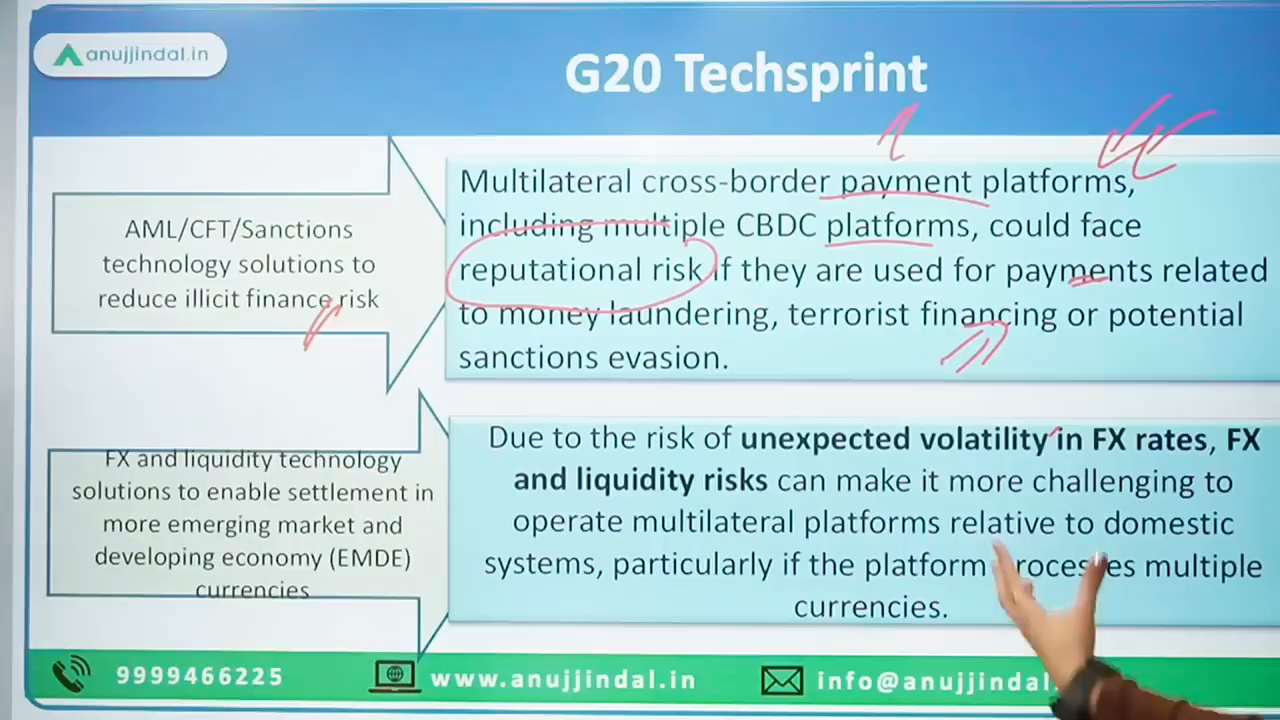 anujjindal.in
G20 Techsprint
AML/CFT/Sanctions
technology solutions to
reduce illicit finance risk
Multilateral cross-border payment platforms,
including multiple CBDC platforms, could face
reputational risk if they are used for payments related
to money laundering, terrorist financing or potential
sanctions evasion.
FX and liquidity technology
solutions to enable settlement in
more emerging market and
developing economy (EMDE)
currencies
Due to the risk of unexpected volatility in FX rates, FX
and liquidity risks can make it more challenging to
operate multilateral platforms relative to domestic
systems, particularly if the platform processes multiple
currencies.
9999466225
www.anujjindal.in
info@anujjindal.